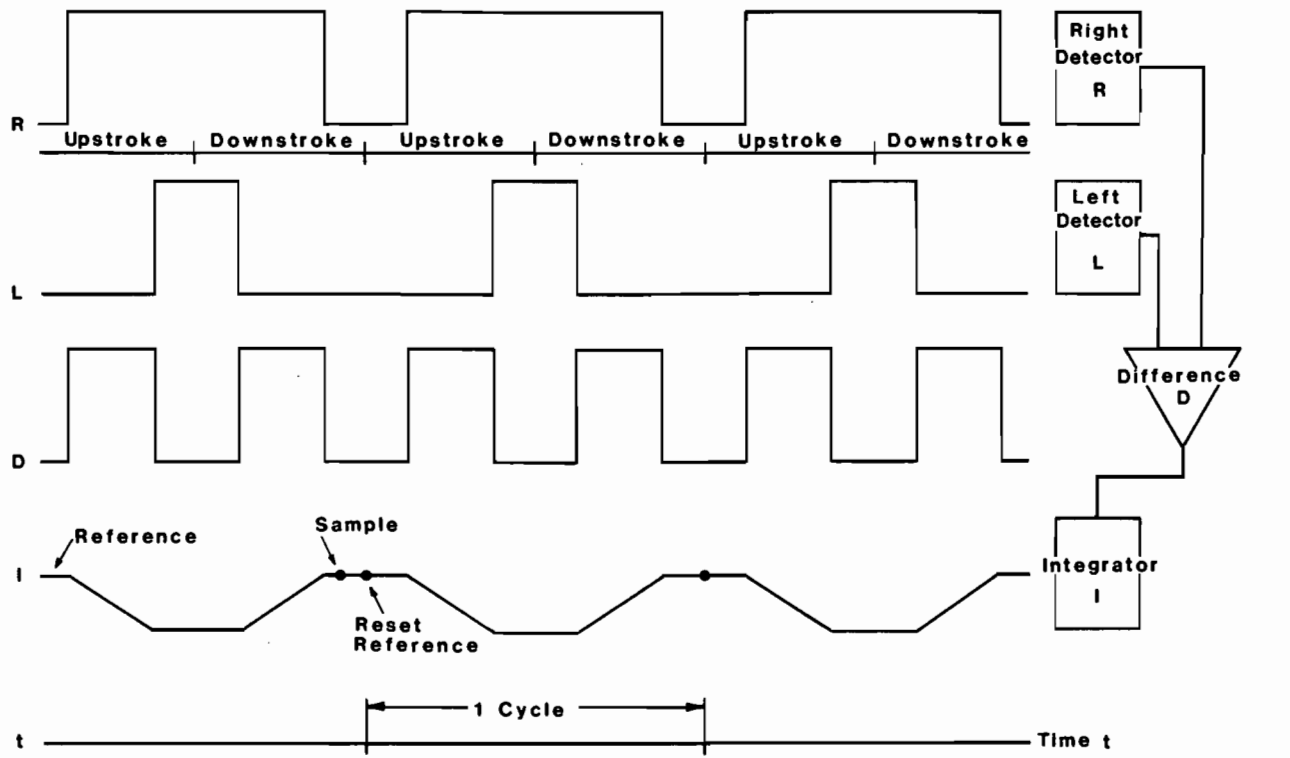 Right
Detector
R
R
Upstroke Downstroke Upstroke Downstroke Upstroke Downstroke
Left
Detector
L
L
Difference
D
D
Sample
Reference
I
Integrator
I
Reset
Reference
1 Cycle
t
Time t